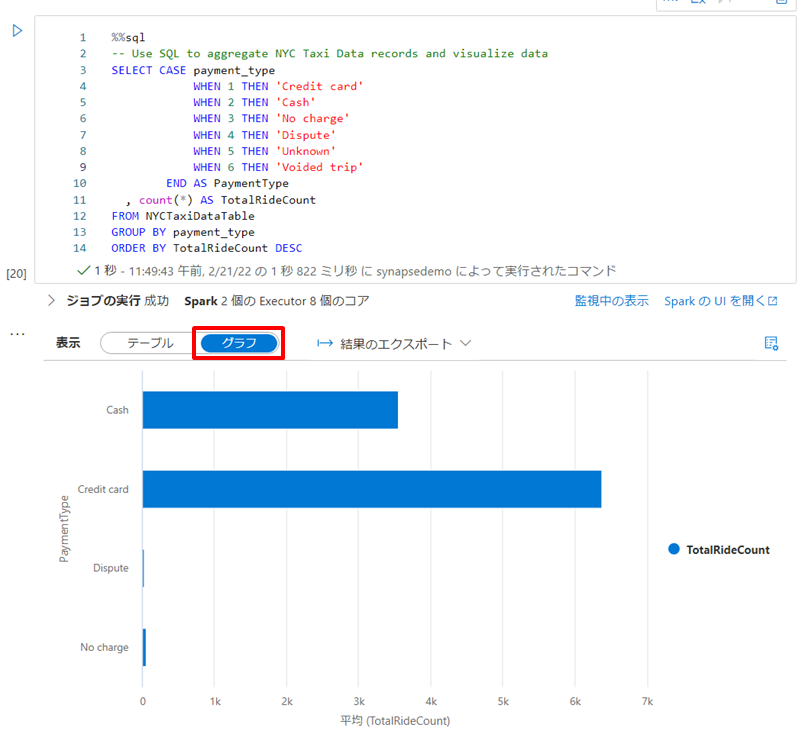 1 %%sql
2 -- Use SQL to aggregate NYC Taxi Data records and visualize data
3 SELECT CASE payment_type
4 WHEN 1 THEN 'Credit card'
5 WHEN 2 THEN 'Cash'
6 WHEN 3 THEN 'No charge'
7 WHEN 4 THEN 'Dispute'
8 WHEN 5 THEN 'Unknown'
9 WHEN 6 THEN 'Voided trip'
10 END AS PaymentType
11 , count(*) AS TotalRideCount
12 FROM NYCTaxiDataTable
13 GROUP BY payment_type
14 ORDER BY TotalRideCount DESC
[20] 1 秒 - 11:49:43 午前, 2/21/22 の 1 秒 822 ミリ秒 に synapsedemo によって実行されたコマンド
ジョブの実行 成功 Spark 2 個の Executor 8 個のコア 監視中の表示 Spark の UI を開く
表示 テーブル グラフ 結果のエクスポート
Cash
Credit card
PaymentType
TotalRideCount
Dispute
No charge
0 1k 2k 3k 4k 5k 6k 7k
平均 (TotalRideCount)